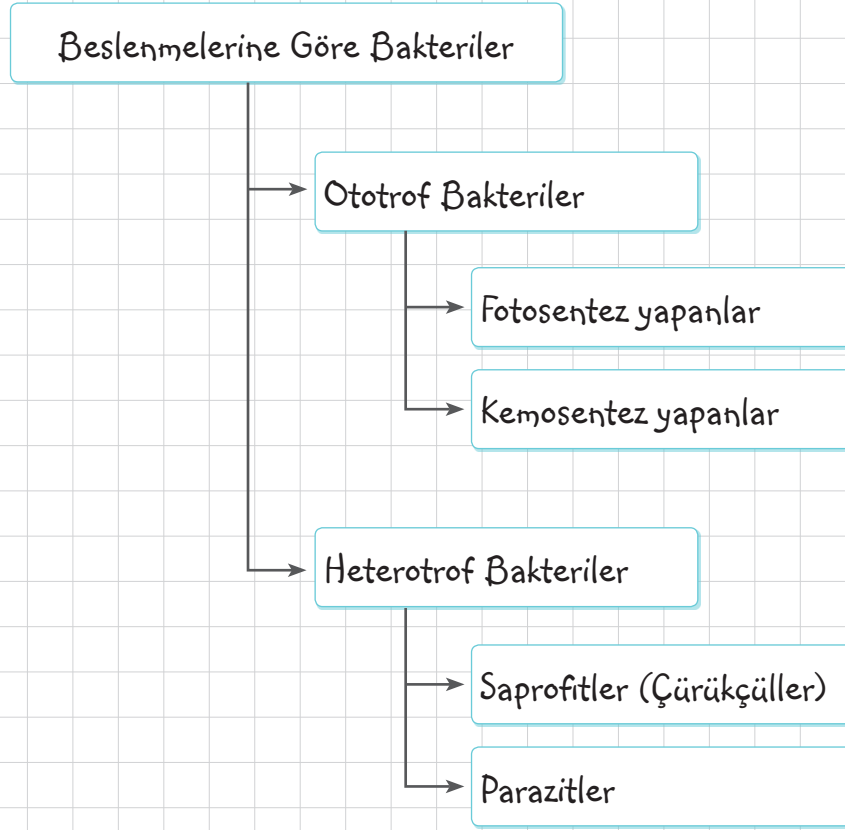 Beslenmelerine Göre Bakteriler
Ototrof Bakteriler
Fotosentez yapanlar
Kemosentez yapanlar
Heterotrof Bakteriler
Saprofitler (Çürükçüller)
Parazitler